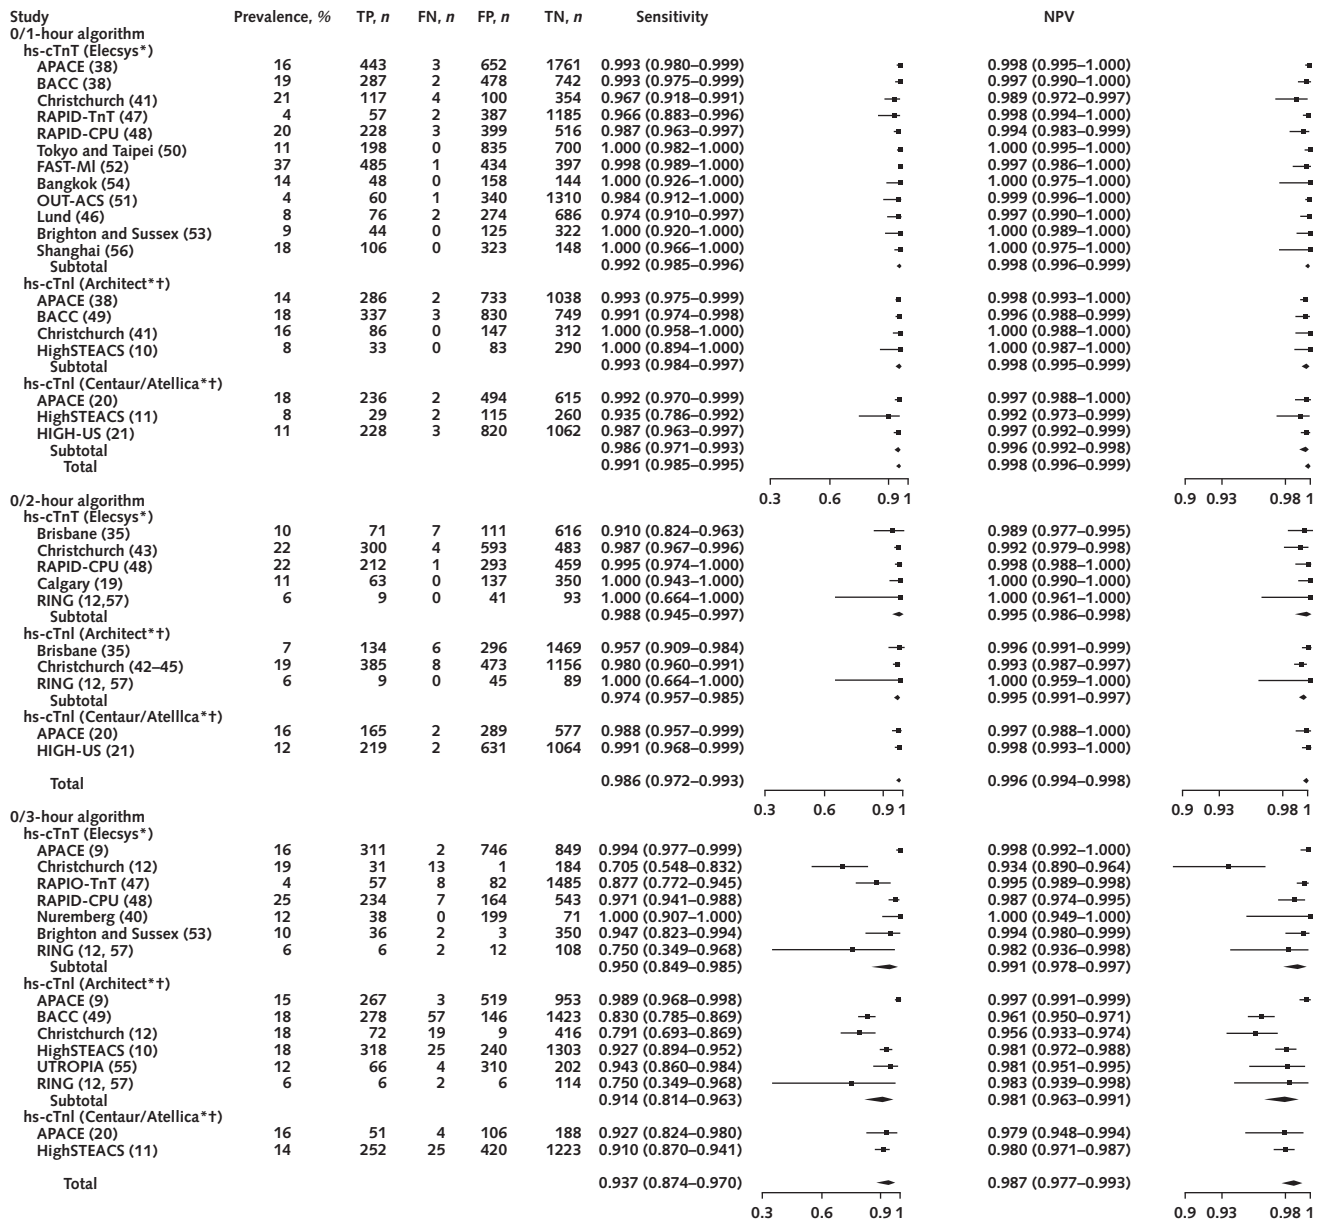 Study Prevalence, % TP, n FN, n FP, n TN, n Sensitivity NPV
0/1-hour algorithm
hs-cTnT (Elecsys*)
APACE (38) 16 443 3 652 1761 0.993 (0.980–0.999) 0.998 (0.995–1.000)
BACC (38) 19 287 2 478 742 0.993 (0.975–0.999) 0.997 (0.990–1.000)
Christchurch (41) 21 117 4 100 354 0.967 (0.918–0.991) 0.989 (0.972–0.997)
RAPID-TnT (47) 4 57 2 387 1185 0.966 (0.883–0.996) 0.998 (0.994–1.000)
RAPID-CPU (48) 20 228 3 399 516 0.987 (0.963–0.997) 0.994 (0.983–0.999)
Tokyo and Taipei (50) 11 198 0 835 700 1.000 (0.982–1.000) 1.000 (0.995–1.000)
FAST-Ml (52) 37 485 1 434 397 0.998 (0.989–1.000) 0.997 (0.986–1.000)
Bangkok (54) 14 48 0 158 144 1.000 (0.926–1.000) 1.000 (0.975–1.000)
OUT-ACS (51) 4 60 1 340 1310 0.984 (0.912–1.000) 0.999 (0.996–1.000)
Lund (46) 8 76 2 274 686 0.974 (0.910–0.997) 0.997 (0.990–1.000)
Brighton and Sussex (53) 9 44 0 125 322 1.000 (0.920–1.000) 1.000 (0.989–1.000)
Shanghai (56) 18 106 0 323 148 1.000 (0.966–1.000) 1.000 (0.975–1.000)
Subtotal 0.992 (0.985–0.996) 0.998 (0.996–0.999)
hs-cTnl (Architect*†)
APACE (38) 14 286 2 733 1038 0.993 (0.975–0.999) 0.998 (0.993–1.000)
BACC (49) 18 337 3 830 749 0.991 (0.974–0.998) 0.996 (0.988–0.999)
Christchurch (41) 16 86 0 147 312 1.000 (0.958–1.000) 1.000 (0.988–1.000)
HighSTEACS (10) 8 33 0 83 290 1.000 (0.894–1.000) 1.000 (0.987–1.000)
Subtotal 0.993 (0.984–0.997) 0.998 (0.995–0.999)
hs-cTnl (Centaur/Atellica*†)
APACE (20) 18 236 2 494 615 0.992 (0.970–0.999) 0.997 (0.988–1.000)
HighSTEACS (11) 8 29 2 115 260 0.935 (0.786–0.992) 0.992 (0.973–0.999)
HIGH-US (21) 11 228 3 820 1062 0.987 (0.963–0.997) 0.997 (0.992–0.999)
Subtotal 0.986 (0.971–0.993) 0.996 (0.992–0.998)
Total 0.991 (0.985–0.995) 0.998 (0.996–0.999)
0.3 0.6 0.9 1 0.9 0.93 0.98 1
0/2-hour algorithm
hs-cTnT (Elecsys*)
Brisbane (35) 10 71 7 111 616 0.910 (0.824–0.963) 0.989 (0.977–0.995)
Christchurch (43) 22 300 4 593 483 0.987 (0.967–0.996) 0.992 (0.979–0.998)
RAPID-CPU (48) 22 212 1 293 459 0.995 (0.974–1.000) 0.998 (0.988–1.000)
Calgary (19) 11 63 0 137 350 1.000 (0.943–1.000) 1.000 (0.990–1.000)
RING (12,57) 6 9 0 41 93 1.000 (0.664–1.000) 1.000 (0.961–1.000)
Subtotal 0.988 (0.945–0.997) 0.995 (0.986–0.998)
hs-cTnl (Architect*†)
Brisbane (35) 7 134 6 296 1469 0.957 (0.909–0.984) 0.996 (0.991–0.999)
Christchurch (42–45) 19 385 8 473 1156 0.980 (0.960–0.991) 0.993 (0.987–0.997)
RING (12, 57) 6 9 0 45 89 1.000 (0.664–1.000) 1.000 (0.959–1.000)
Subtotal 0.974 (0.957–0.985) 0.995 (0.991–0.997)
hs-cTnl (Centaur/Atelllca*†)
APACE (20) 16 165 2 289 577 0.988 (0.957–0.999) 0.997 (0.988–1.000)
HIGH-US (21) 12 219 2 631 1064 0.991 (0.968–0.999) 0.998 (0.993–1.000)
Total 0.986 (0.972–0.993) 0.996 (0.994–0.998)
0.3 0.6 0.9 1 0.9 0.93 0.98 1
0/3-hour algorithm
hs-cTnT (Elecsys*)
APACE (9) 16 311 2 746 849 0.994 (0.977–0.999) 0.998 (0.992–1.000)
Christchurch (12) 19 31 13 1 184 0.705 (0.548–0.832) 0.934 (0.890–0.964)
RAPIO-TnT (47) 4 57 8 82 1485 0.877 (0.772–0.945) 0.995 (0.989–0.998)
RAPID-CPU (48) 25 234 7 164 543 0.971 (0.941–0.988) 0.987 (0.974–0.995)
Nuremberg (40) 12 38 0 199 71 1.000 (0.907–1.000) 1.000 (0.949–1.000)
Brighton and Sussex (53) 10 36 2 3 350 0.947 (0.823–0.994) 0.994 (0.980–0.999)
RING (12, 57) 6 6 2 12 108 0.750 (0.349–0.968) 0.982 (0.936–0.998)
Subtotal 0.950 (0.849–0.985) 0.991 (0.978–0.997)
hs-cTnl (Architect*†)
APACE (9) 15 267 3 519 953 0.989 (0.968–0.998) 0.997 (0.991–0.999)
BACC (49) 18 278 57 146 1423 0.830 (0.785–0.869) 0.961 (0.950–0.971)
Christchurch (12) 18 72 19 9 416 0.791 (0.693–0.869) 0.956 (0.933–0.974)
HighSTEACS (10) 18 318 25 240 1303 0.927 (0.894–0.952) 0.981 (0.972–0.988)
UTROPIA (55) 12 66 4 310 202 0.943 (0.860–0.984) 0.981 (0.951–0.995)
RING (12, 57) 6 6 2 6 114 0.750 (0.349–0.968) 0.983 (0.939–0.998)
Subtotal 0.914 (0.814–0.963) 0.981 (0.963–0.991)
hs-cTnl (Centaur/Atellica*†)
APACE (20) 16 51 4 106 188 0.927 (0.824–0.980) 0.979 (0.948–0.994)
HighSTEACS (11) 14 252 25 420 1223 0.910 (0.870–0.941) 0.980 (0.971–0.987)
Total 0.937 (0.874–0.970) 0.987 (0.977–0.993)
0.3 0.6 0.9 1 0.9 0.93 0.98 1